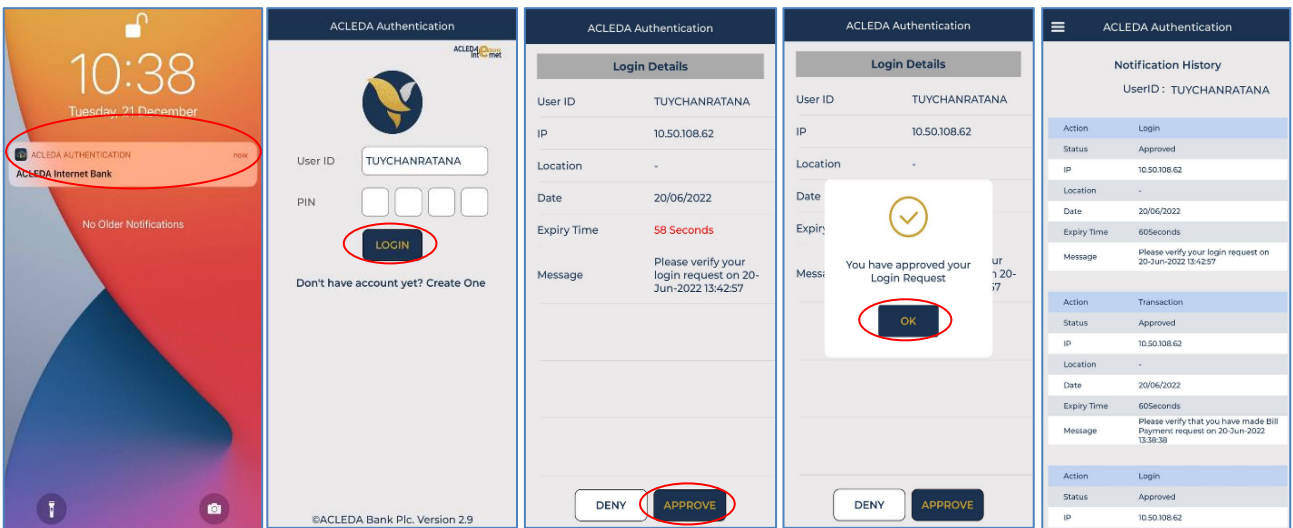 10:38
Tuesday, 21 December
ACLEDA AUTHENTICATION now
ACLEDA Internet Bank
No Older Notifications
ACLEDA Authentication
ACLEDA
User ID TUYCHANRATANA
PIN
LOGIN
Don't have account yet? Create One
©ACLEDA Bank Plc. Version 2.9
ACLEDA Authentication
Login Details
User ID TUYCHANRATANA
IP 10.50.108.62
Location -
Date 20/06/2022
Expiry Time 58 Seconds
Message Please verify your
login request on 20-
Jun-2022 13:42:57
DENY APPROVE
ACLEDA Authentication
Login Details
User ID TUYCHANRATANA
IP 10.50.108.62
Location -
Date
Expiry
Messa
ur
n 20-
57
You have approved your
Login Request
OK
DENY APPROVE
ACLEDA Authentication
Notification History
UserID : TUYCHANRATANA
Action Login
Status Approved
IP 10.50.108.62
Location -
Date 20/06/2022
Expiry Time 60Seconds
Message Please verify your login request on
20-Jun-2022 13:42:57
Action Transaction
Status Approved
IP 10.50.108.62
Location -
Date 20/06/2022
Expiry Time 60Seconds
Message Please verify that you have made Bill
Payment request on 20-Jun-2022
13:38:38
Action Login
Status Approved
IP 10.50.108.62